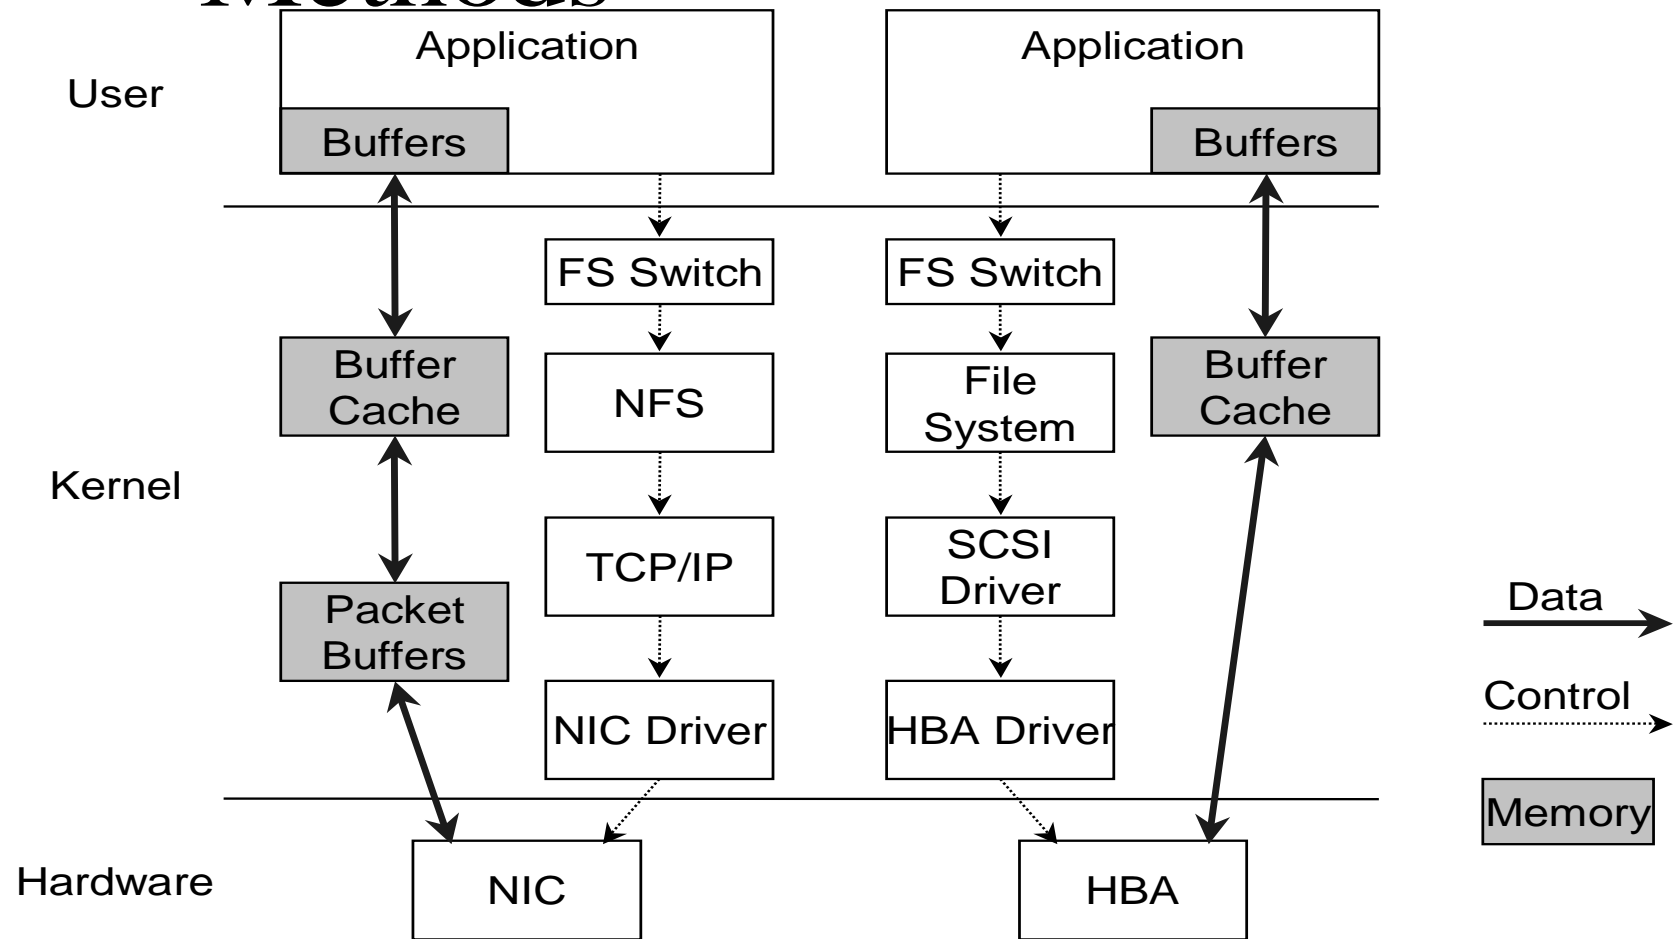 Methods
Application
Application
User
Buffers
Buffers
FS Switch
FS Switch
Buffer
Cache
NFS
File
System
Buffer
Cache
Kernel
TCP/IP
SCSI
Driver
Packet
Buffers
Data
Control
NIC Driver
HBA Driver
Memory
Hardware
NIC
HBA